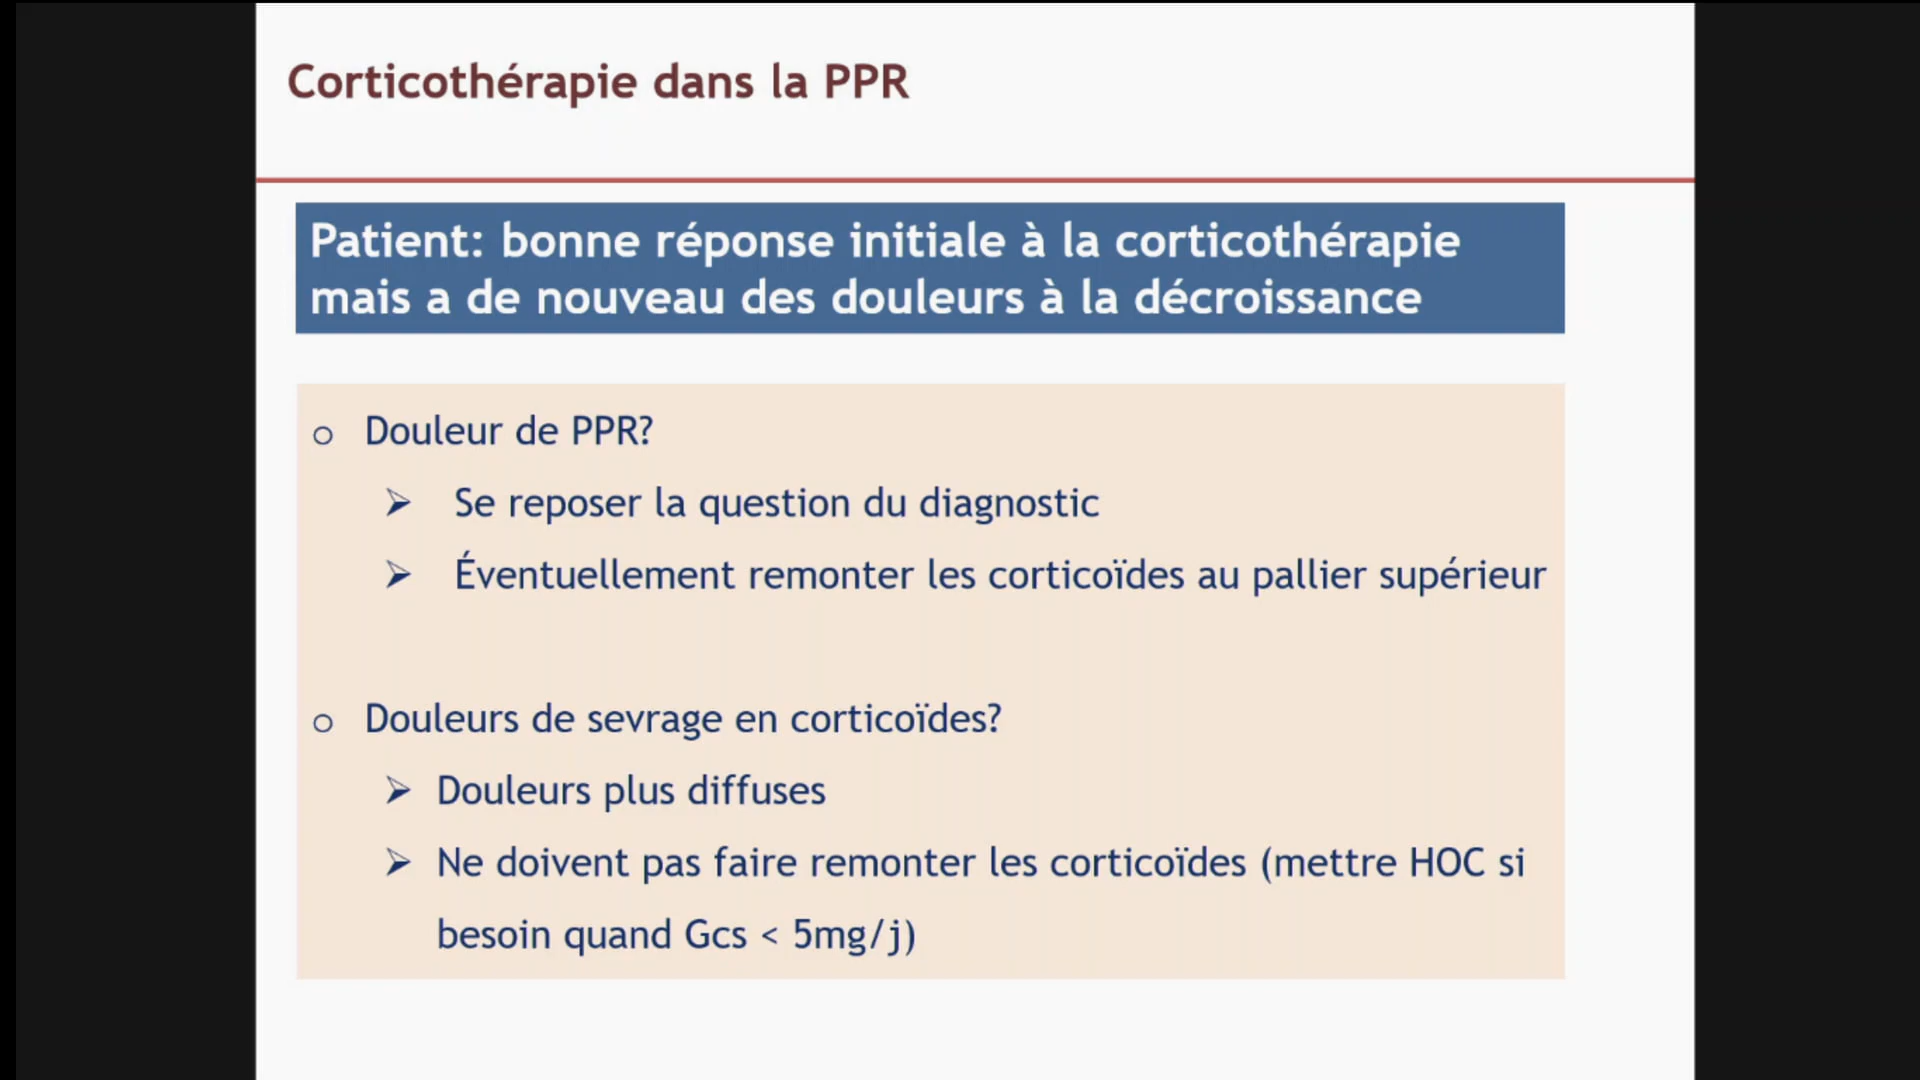 Corticothérapie dans la PPR
Patient: bonne réponse initiale à la corticothérapie
mais a de nouveau des douleurs à la décroissance
o Douleur de PPR?
➢ Se reposer la question du diagnostic
➢ Éventuellement remonter les corticoïdes au pallier supérieur
o Douleurs de sevrage en corticoïdes?
➢ Douleurs plus diffuses
➢ Ne doivent pas faire remonter les corticoïdes (mettre HOC si
besoin quand Gcs < 5mg/j)